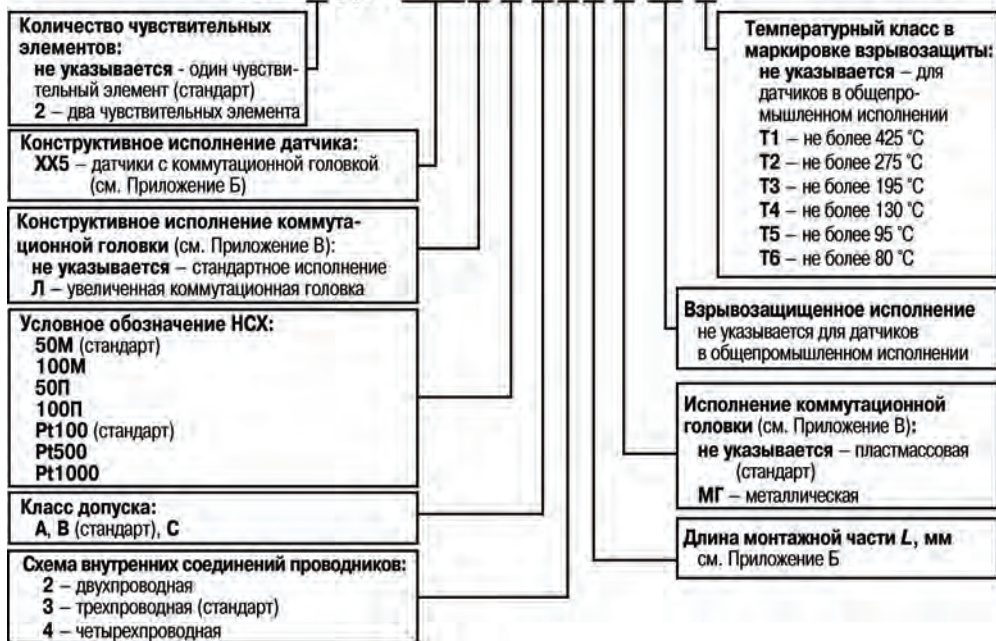 Количество чувствительных
элементов:
не указывается - один чувстви-
тельный элемент (стандарт)
2 – два чувствительных элемента
Конструктивное исполнение датчика:
ХХ5 – датчики с коммутационной головкой
(см. Приложение Б)
Конструктивное исполнение коммута-
ционной головки (см. Приложение В):
не указывается – стандартное исполнение
Л – увеличенная коммутационная головка
Условное обозначение НСХ:
50М (стандарт)
100М
50П
100П
Pt100 (стандарт)
Pt500
Pt1000
Класс допуска:
А, В (стандарт), С
Схема внутренних соединений проводников:
2 – двухпроводная
3 – трехпроводная (стандарт)
4 – четырехпроводная
Температурный класс в
маркировке взрывозащиты:
не указывается – для
датчиков в общепро-
мышленном исполнении
Т1 – не более 425 °С
Т2 – не более 275 °С
Т3 – не более 195 °С
Т4 – не более 130 °С
Т5 – не более 95 °С
Т6 – не более 80 °С
Взрывозащищенное исполнение
не указывается для датчиков
в общепромышленном исполнении
Исполнение коммутационной
головки (см. Приложение В):
не указывается – пластмассовая
(стандарт)
МГ – металлическая
Длина монтажной части L, мм
см. Приложение Б